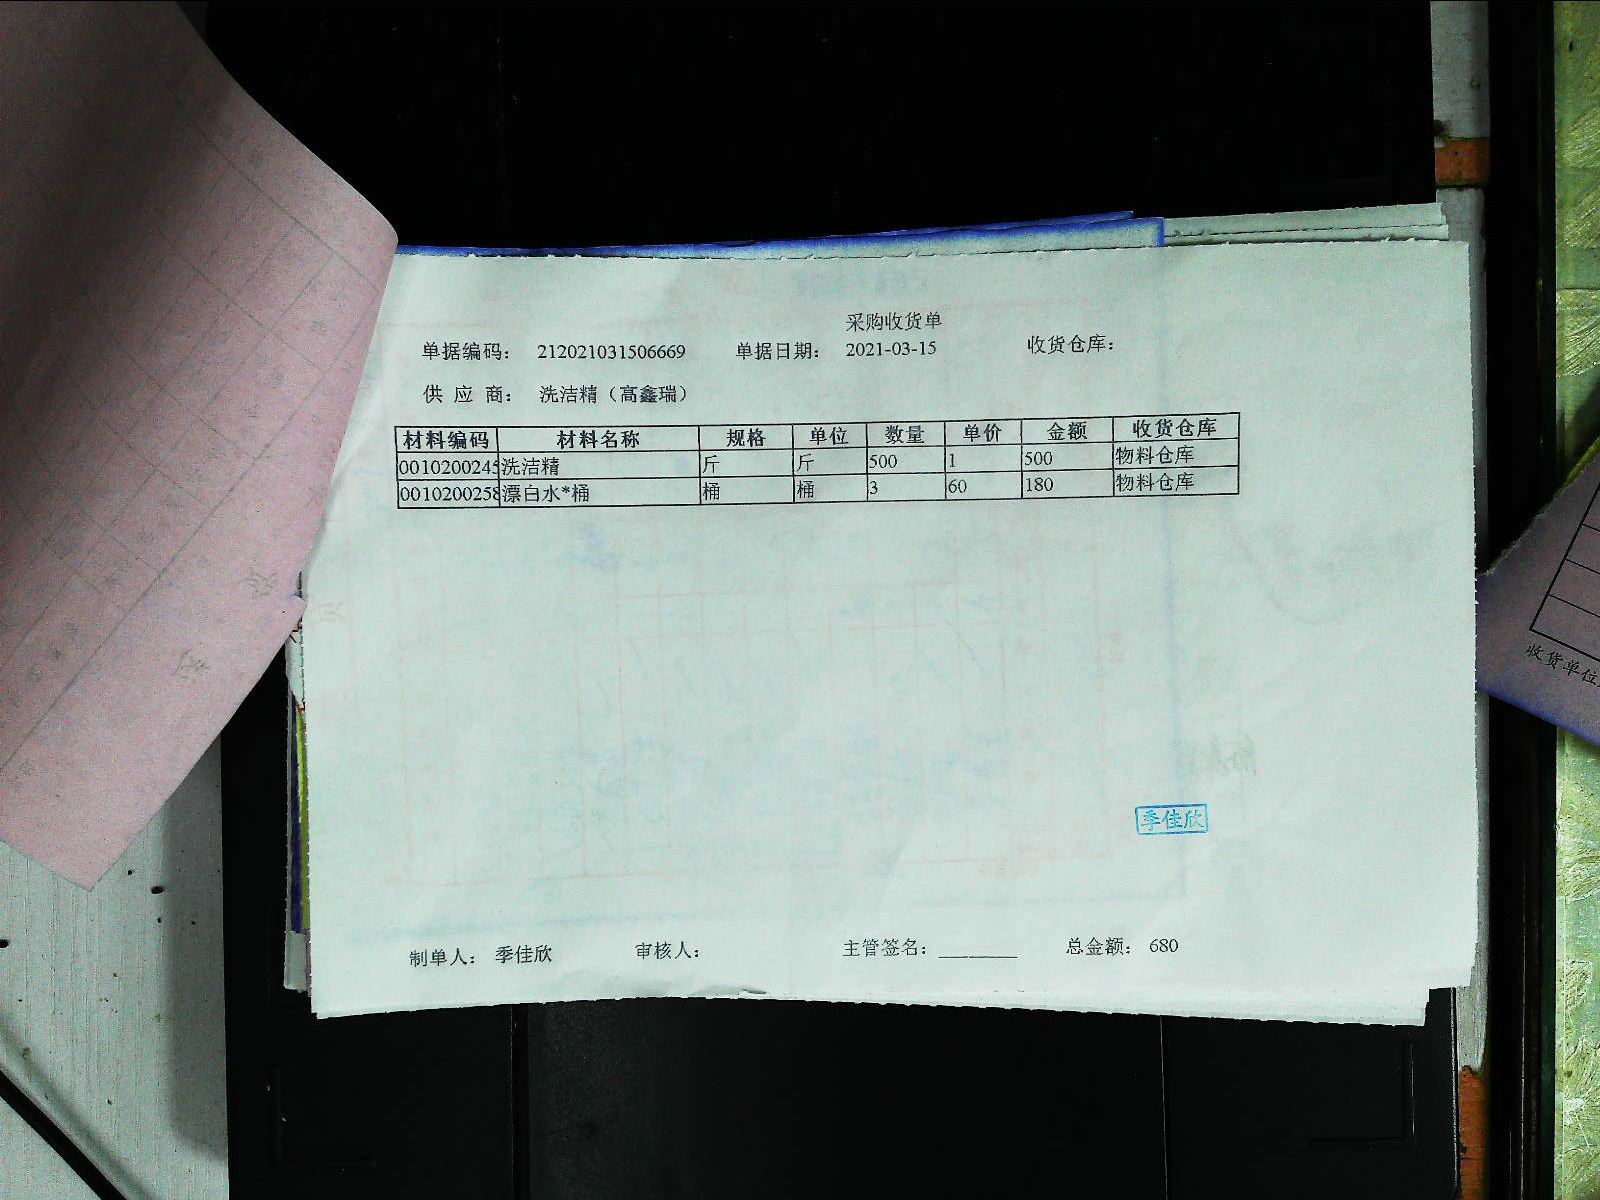 采购收货单
单据编码： 212021031506669 单据日期： 2021-03-15 收货仓库：
供 应 商： 洗洁精（高鑫瑞）
材料编码 材料名称 规格 单位 数量 单价 金额 收货仓库
0010200245 洗洁精 斤 斤 500 1 500 物料仓库
0010200258 漂白水*桶 桶 桶 3 60 180 物料仓库
季佳欣
制单人： 季佳欣 审核人： 主管签名： 总金额： 680
收货单位